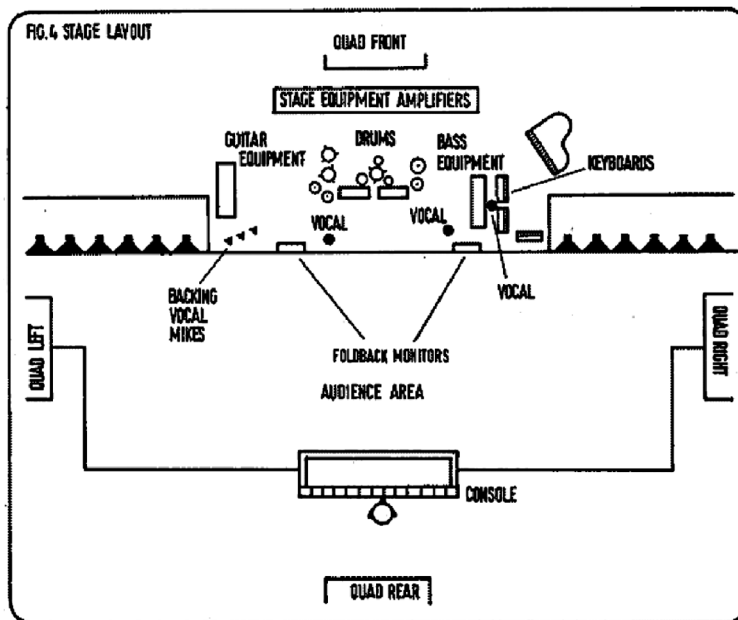 FIG.4 STAGE LAYOUT
QUAD FRONT
STAGE EQUIPMENT AMPLIFIERS
GUITAR
EQUIPMENT
DRUMS
BASS
EQUIPMENT
KEYBOARDS
VOCAL
VOCAL
VOCAL
BACKING
VOCAL
MIKES
FOLDBACK MONITORS
QUAD LEFT
QUAD RIGHT
AUDIENCE AREA
CONSOLE
QUAD REAR